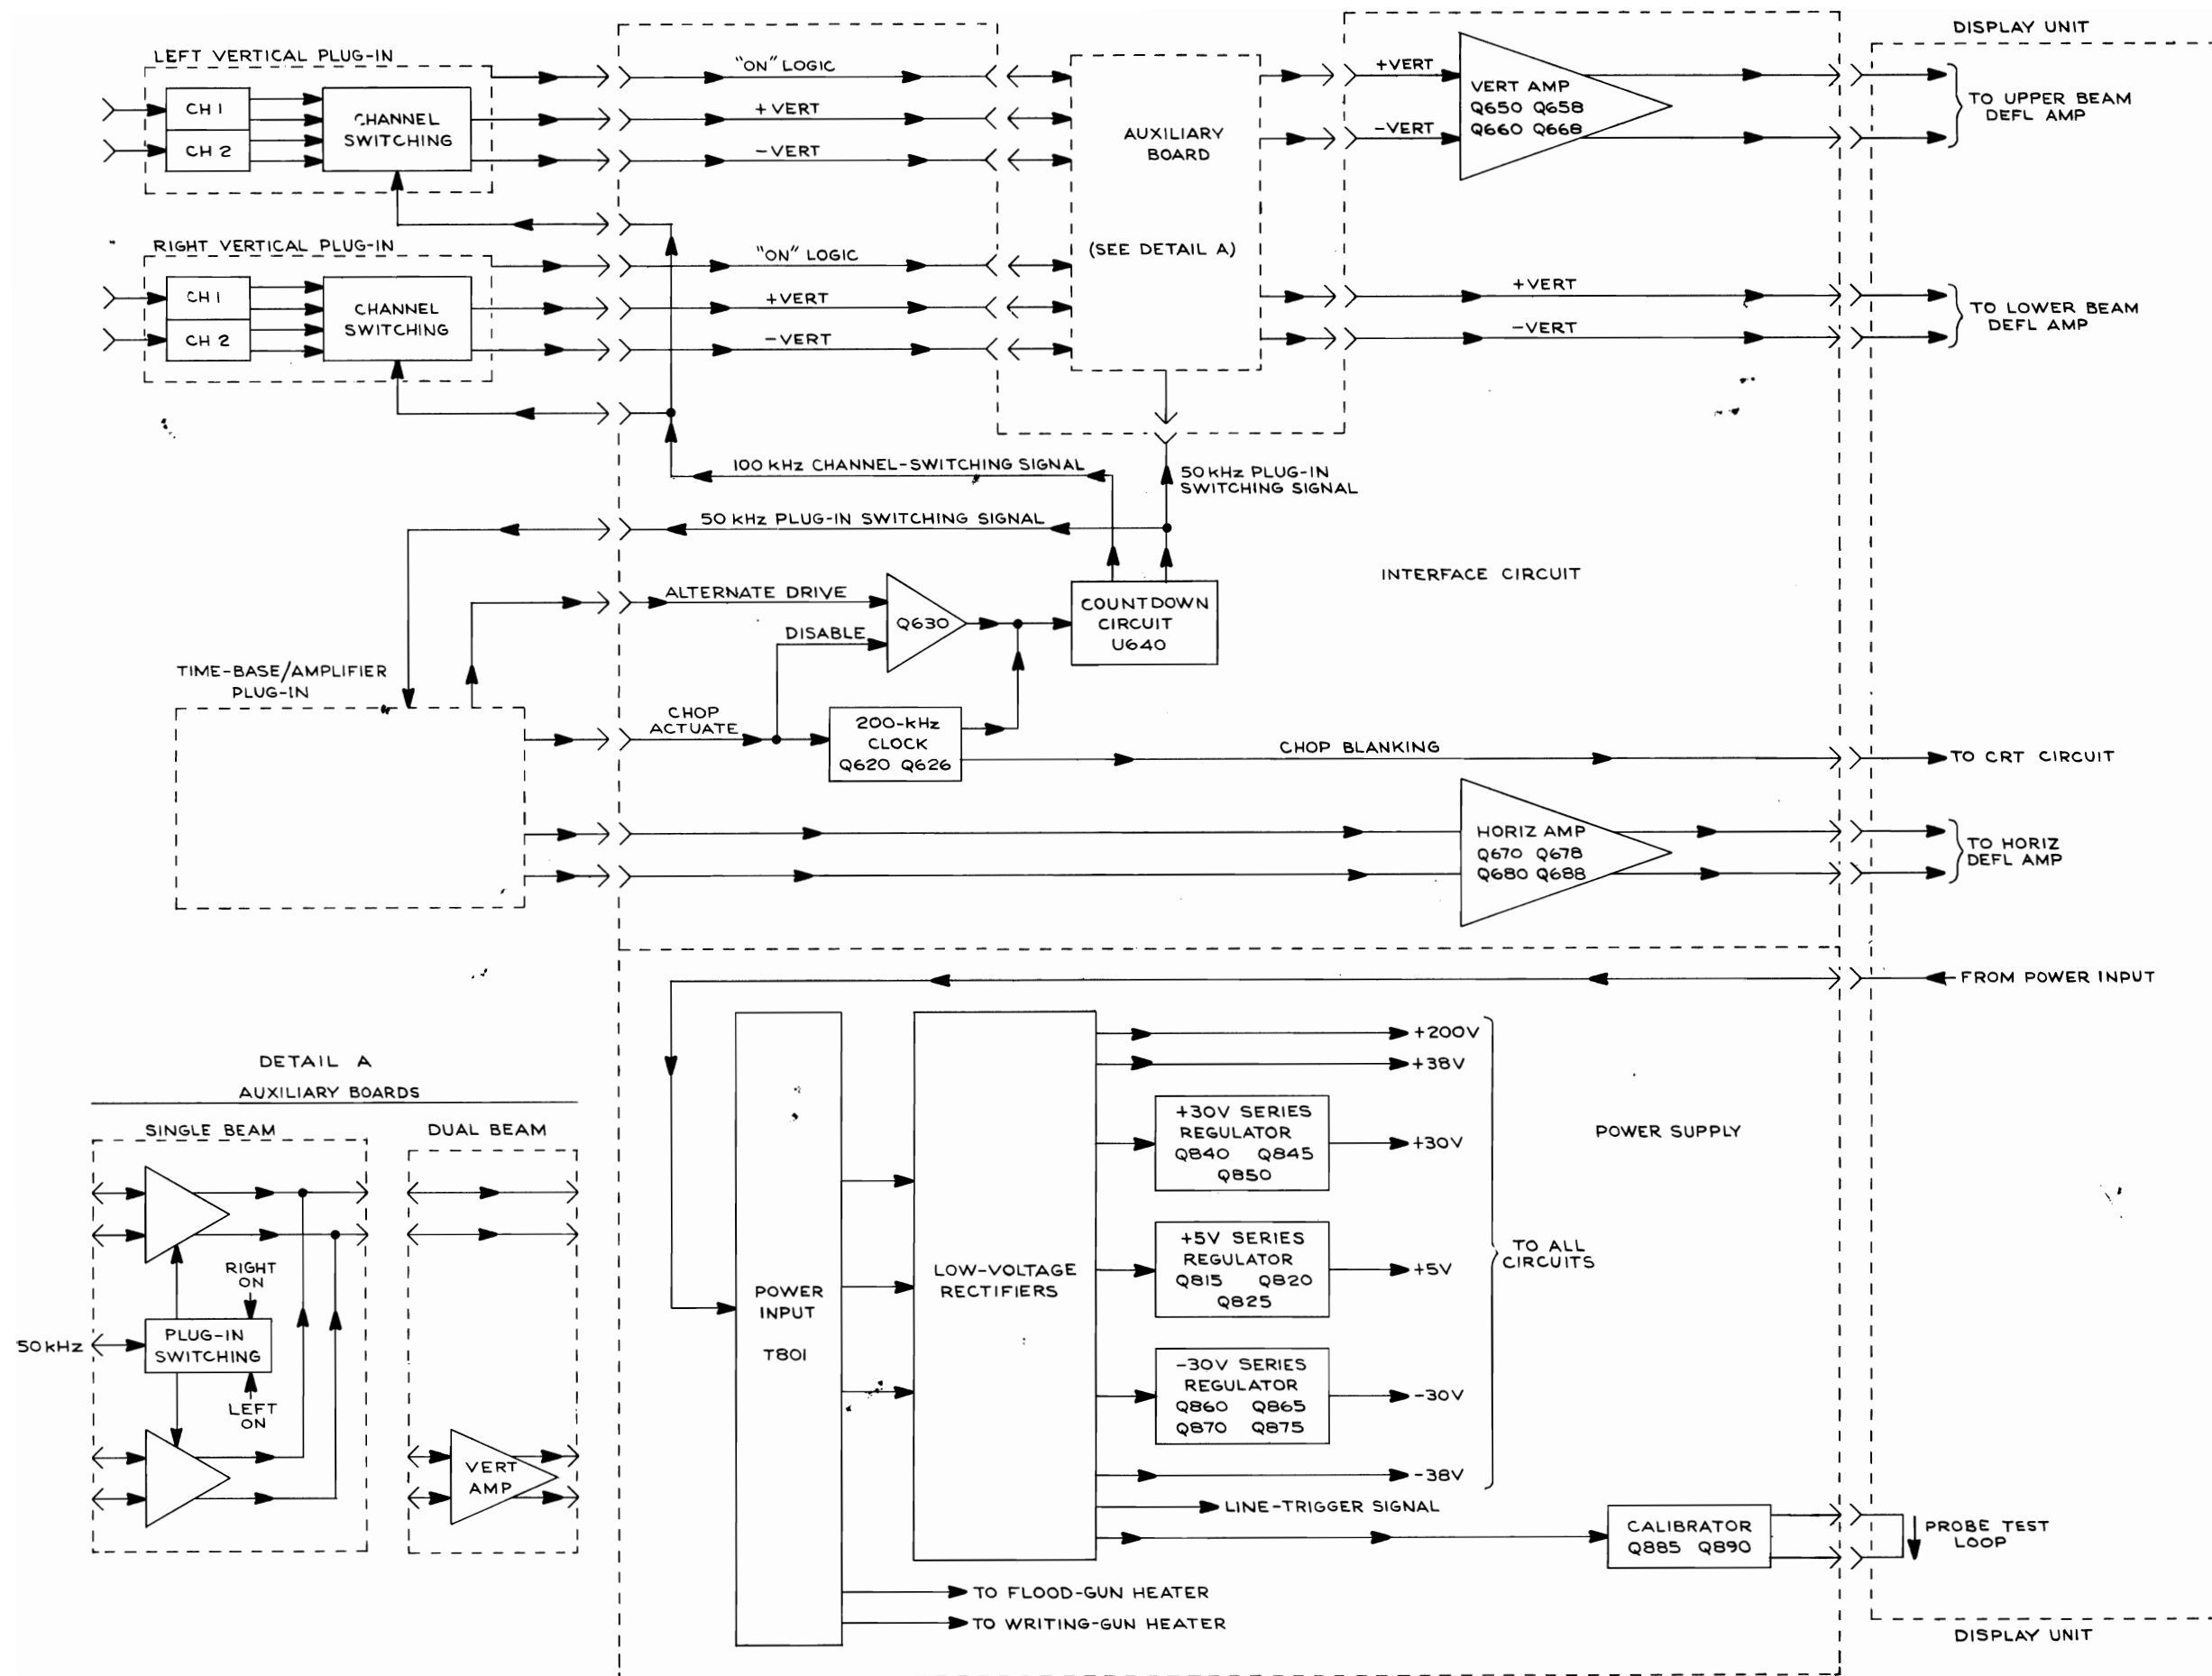 DISPLAY UNIT
LEFT VERTICAL PLUG-IN
CH 1
CH 2
CHANNEL
SWITCHING
"ON" LOGIC
+VERT
-VERT
AUXILIARY
BOARD
(SEE DETAIL A)
+VERT
-VERT
VERT AMP
Q650 Q658
Q660 Q668
TO UPPER BEAM
DEFL AMP
RIGHT VERTICAL PLUG-IN
CH 1
CH 2
CHANNEL
SWITCHING
"ON" LOGIC
+VERT
-VERT
+VERT
-VERT
TO LOWER BEAM
DEFL AMP
100 kHz CHANNEL-SWITCHING SIGNAL
50 kHz PLUG-IN
SWITCHING SIGNAL
50 kHz PLUG-IN SWITCHING SIGNAL
INTERFACE CIRCUIT
ALTERNATE DRIVE
DISABLE
Q630
COUNTDOWN
CIRCUIT
U640
TIME-BASE/AMPLIFIER
PLUG-IN
CHOP
ACTUATE
200-kHz
CLOCK
Q620 Q626
CHOP BLANKING
TO CRT CIRCUIT
HORIZ AMP
Q670 Q678
Q680 Q688
TO HORIZ
DEFL AMP
FROM POWER INPUT
POWER
INPUT
T801
LOW-VOLTAGE
RECTIFIERS
+200V
+38V
+30V SERIES
REGULATOR
Q840 Q845
Q850
+30V
POWER SUPPLY
+5V SERIES
REGULATOR
Q815 Q820
Q825
+5V
TO ALL
CIRCUITS
-30V SERIES
REGULATOR
Q860 Q865
Q870 Q875
-30V
-38V
LINE-TRIGGER SIGNAL
CALIBRATOR
Q885 Q890
PROBE TEST
LOOP
TO FLOOD-GUN HEATER
TO WRITING-GUN HEATER
DISPLAY UNIT
DETAIL A
AUXILIARY BOARDS
SINGLE BEAM
DUAL BEAM
RIGHT
ON
50 kHz
PLUG-IN
SWITCHING
LEFT
ON
VERT
AMP